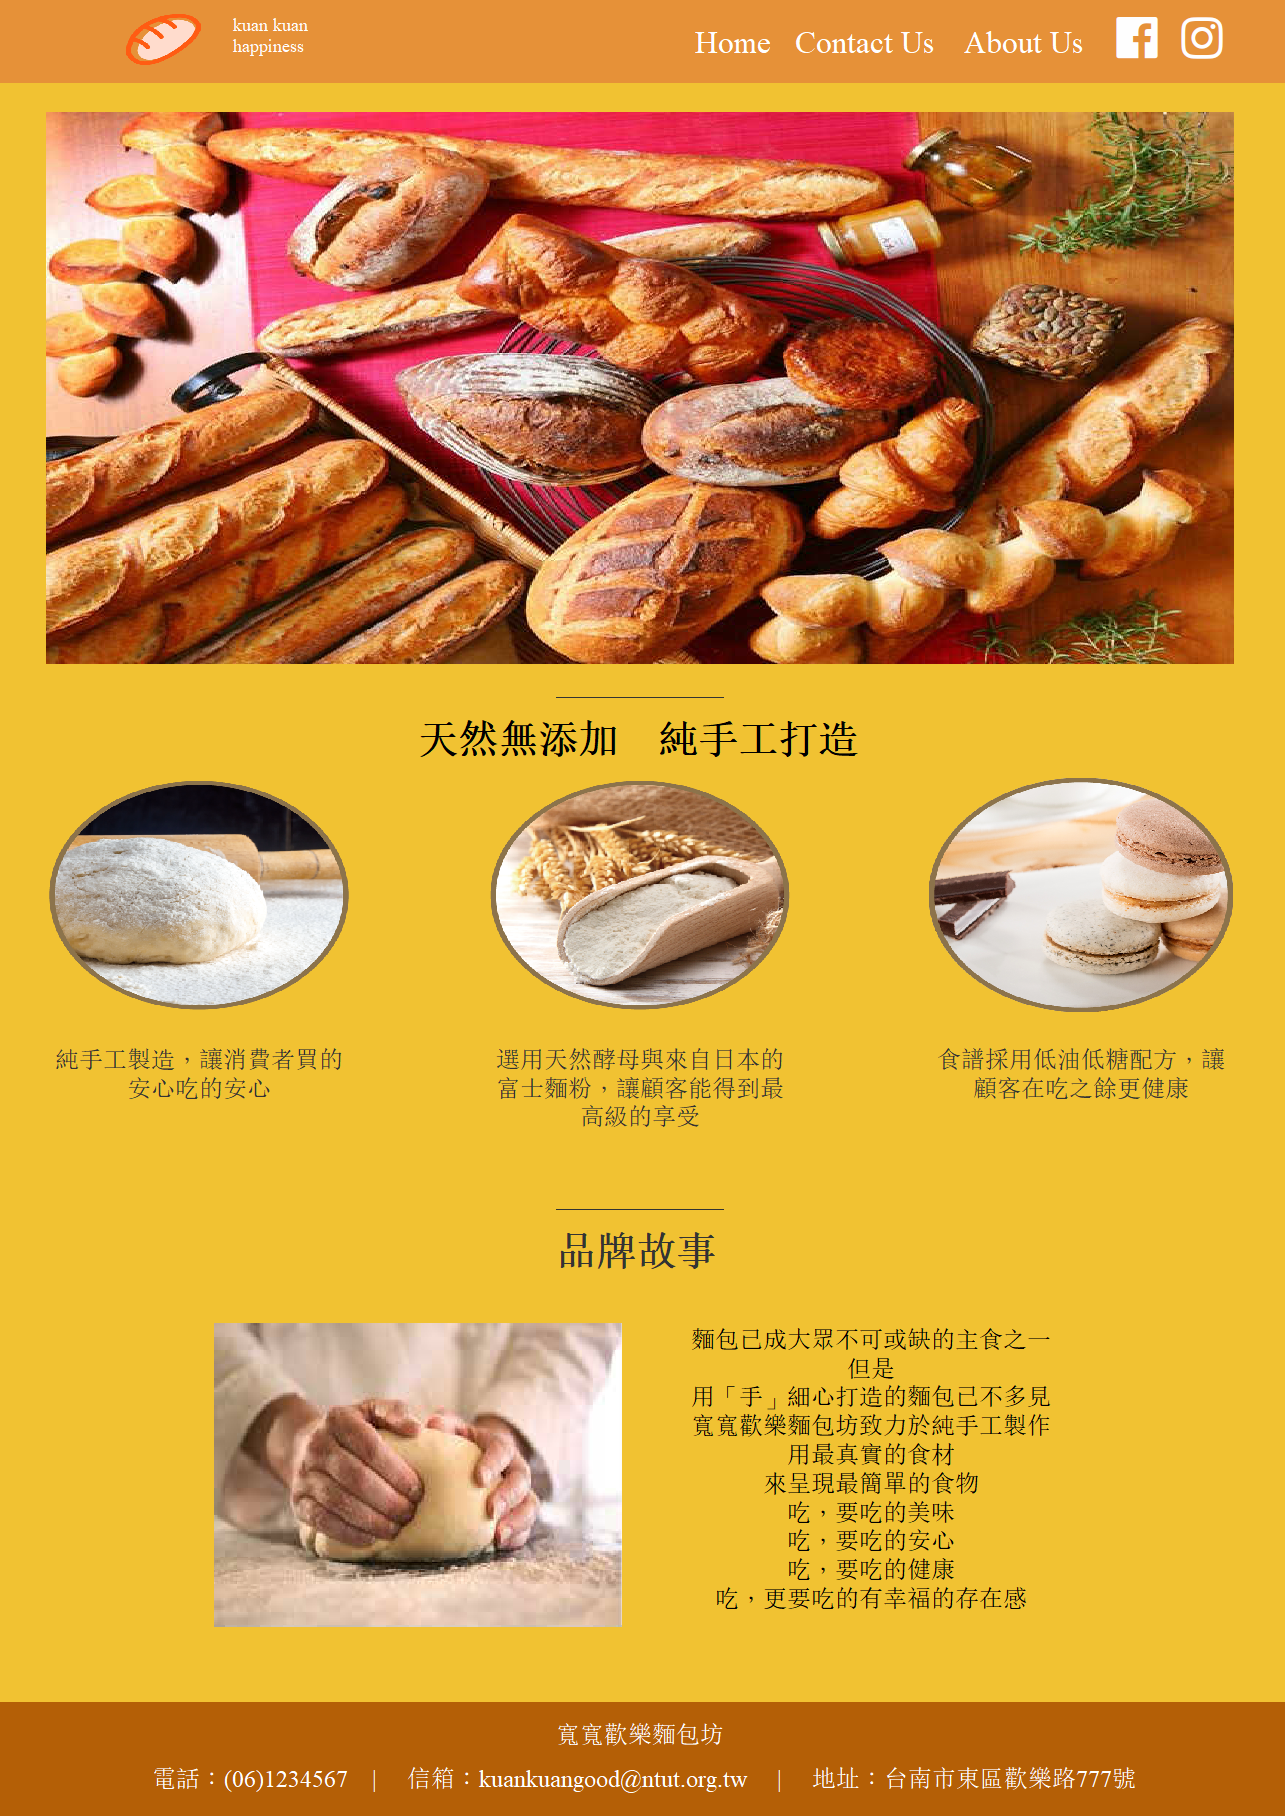 kuan kuan
happiness
Home Contact Us About Us
天然無添加　純手工打造
純手工製造，讓消費者買的
安心吃的安心
選用天然酵母與來自日本的
富士麵粉，讓顧客能得到最
高級的享受
食譜採用低油低糖配方，讓
顧客在吃之餘更健康
品牌故事
麵包已成大眾不可或缺的主食之一
但是
用「手」細心打造的麵包已不多見
寬寬歡樂麵包坊致力於純手工製作
用最真實的食材
來呈現最簡單的食物
吃，要吃的美味
吃，要吃的安心
吃，要吃的健康
吃，更要吃的有幸福的存在感
寬寬歡樂麵包坊
電話：(06)1234567 | 信箱：kuankuangood@ntut.org.tw | 地址：台南市東區歡樂路777號